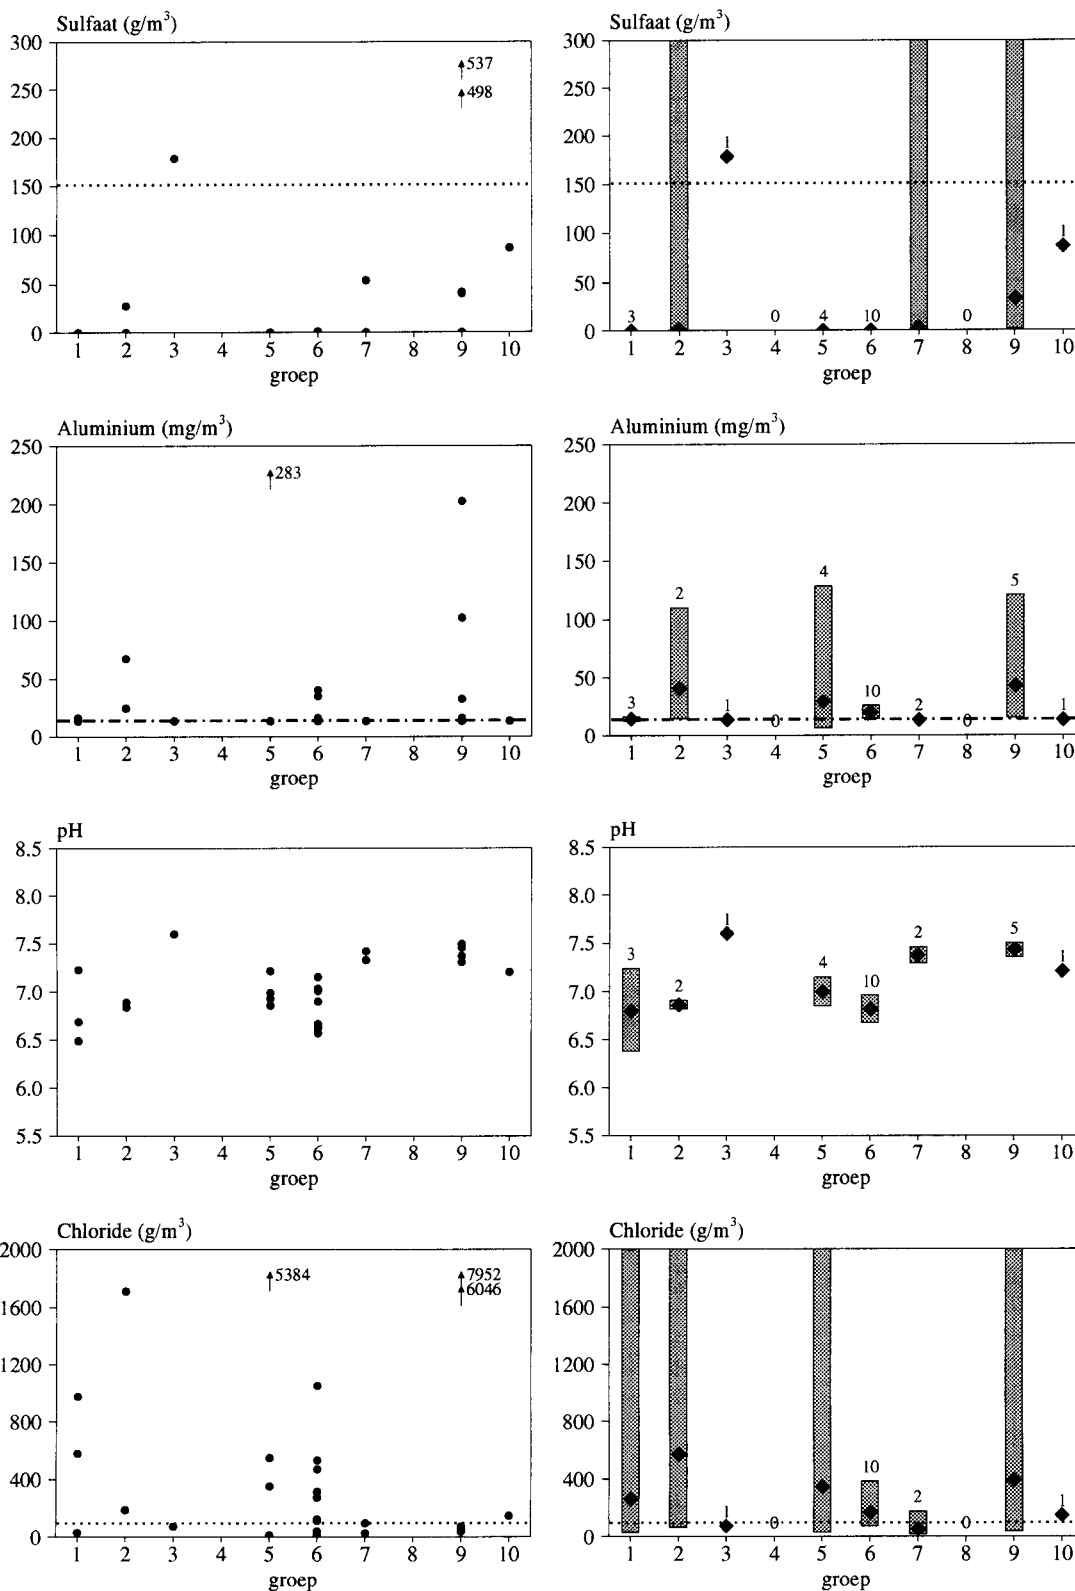 Sulfaat (g/m³)
300
250
200
150
100
50
0
537
498
1 2 3 4 5 6 7 8 9 10
groep
Sulfaat (g/m³)
300
250
200
150
100
50
0
3 1 0 4 10 0 1
1 2 3 4 5 6 7 8 9 10
groep
Aluminium (mg/m³)
250
200
150
100
50
0
283
1 2 3 4 5 6 7 8 9 10
groep
Aluminium (mg/m³)
250
200
150
100
50
0
3 2 1 0 4 10 2 0 5 1
1 2 3 4 5 6 7 8 9 10
groep
pH
8.5
8.0
7.5
7.0
6.5
6.0
5.5
1 2 3 4 5 6 7 8 9 10
groep
pH
8.5
8.0
7.5
7.0
6.5
6.0
5.5
3 2 1 4 10 2 5 1
1 2 3 4 5 6 7 8 9 10
groep
Chloride (g/m³)
2000
1600
1200
800
400
0
5384
7952
6046
1 2 3 4 5 6 7 8 9 10
groep
Chloride (g/m³)
2000
1600
1200
800
400
0
1 0 10 2 0 1
1 2 3 4 5 6 7 8 9 10
groep